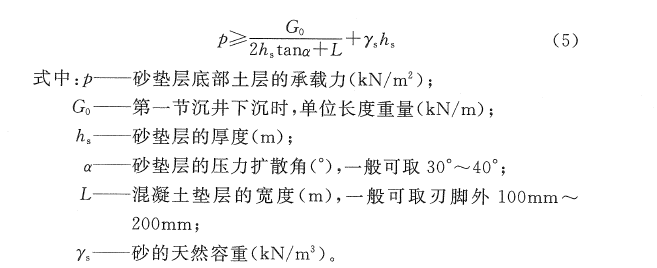 p≥G₀/(2hₛtanα+L)+γₛhₛ (5)
式中:p——砂垫层底部土层的承载力(kN/m²);
G₀——第一节沉井下沉时,单位长度重量(kN/m);
hₛ——砂垫层的厚度(m);
α——砂垫层的压力扩散角(°),一般可取30°～40°;
L——混凝土垫层的宽度(m),一般可取刃脚外100mm～
200mm;
γₛ——砂的天然容重(kN/m³)。